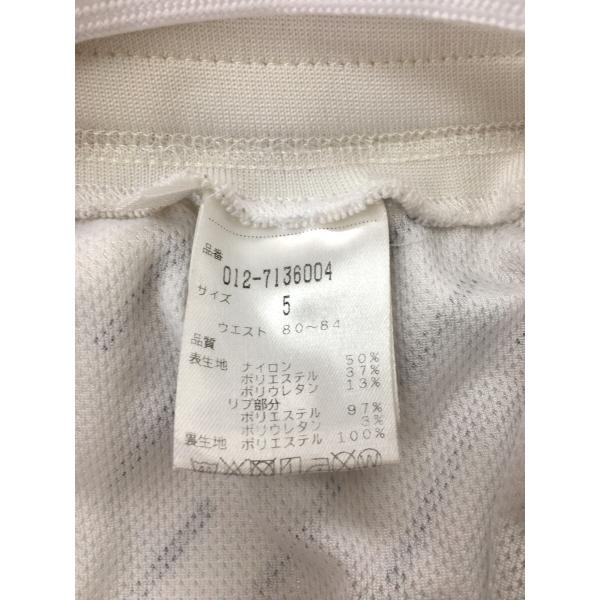 品番
012-7136004
サイズ
5
ウエスト 80〜84
品質
表生地 ナイロン 50%
ポリエステル 37%
ポリウレタン 13%
リブ部分
ポリエステル 97%
ポリウレタン 3%
裏生地 ポリエステル 100%